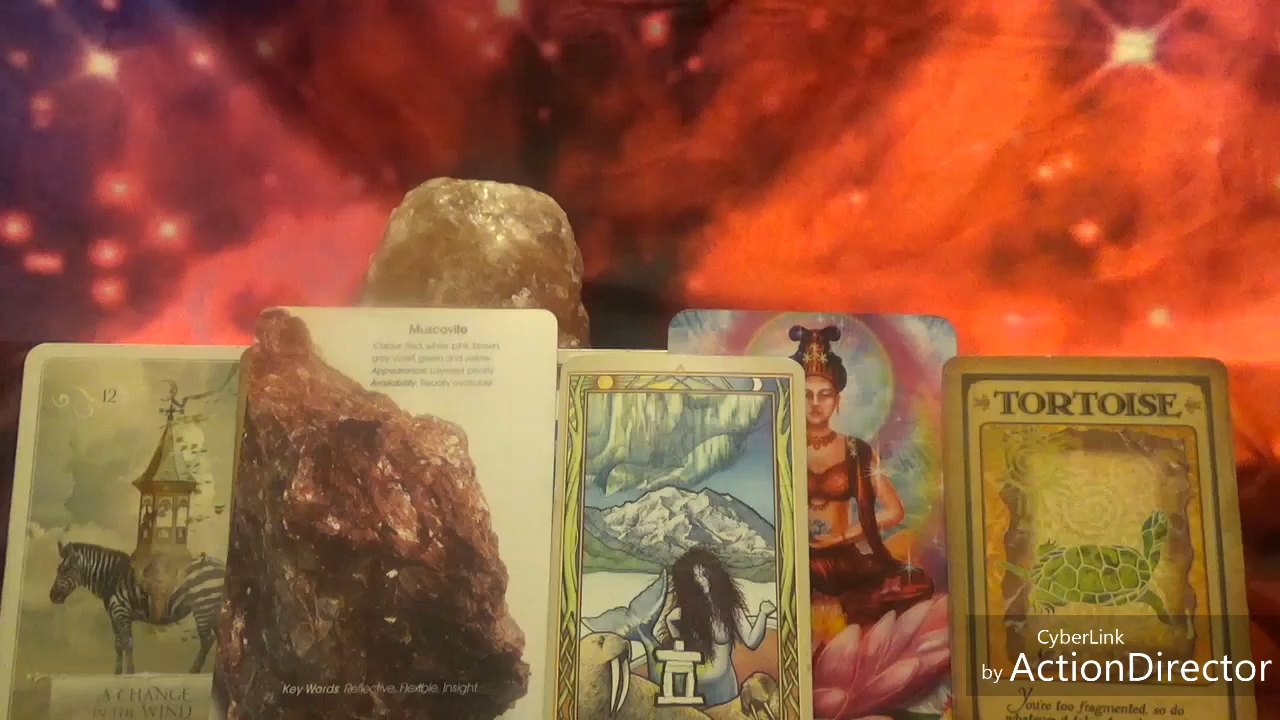 12
A CHANGE
IN THE WIND
Muscovite
Colour: Red, white, pink, brown,
gray, violet, green and yellow
Appearance: Layered, pearly
Availability: Readily available
Key Words: Reflective, Flexible, Insight
TORTOISE
You're too fragmented, so do
CyberLink
by ActionDirector